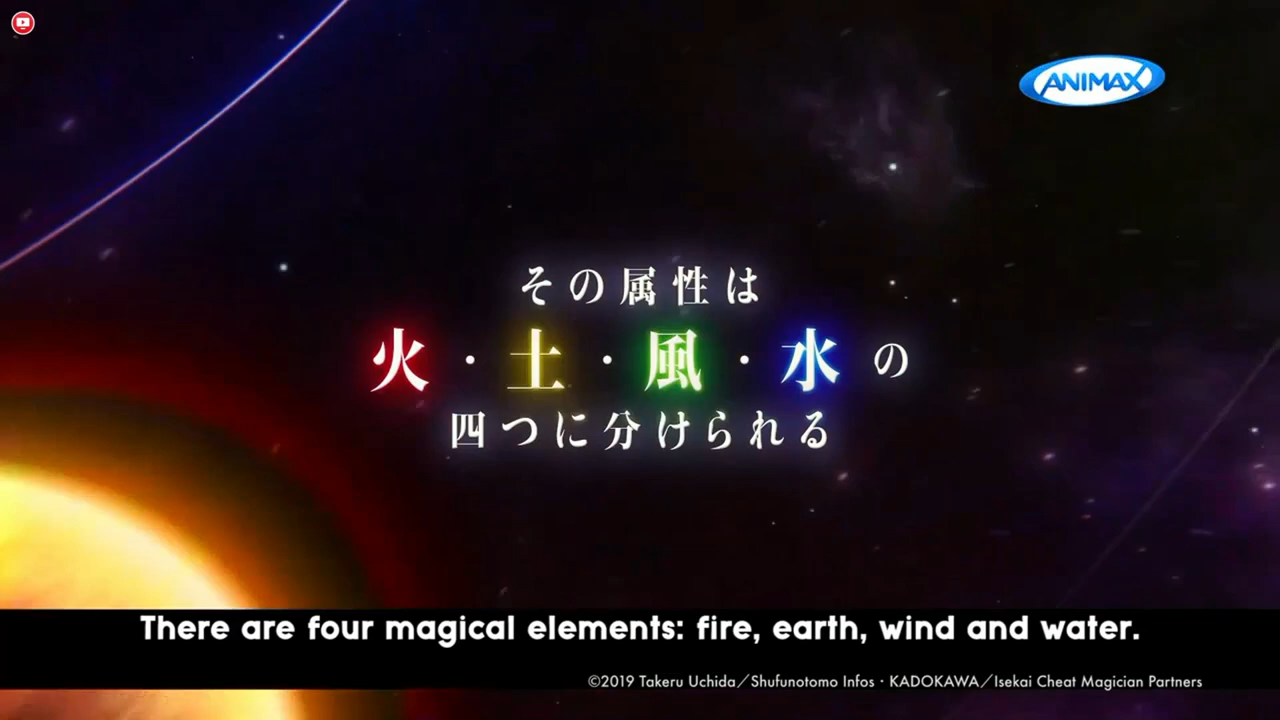 ANIMAX
その属性は
火・土・風・水の
四つに分けられる
There are four magical elements: fire, earth, wind and water.
©2019 Takeru Uchida／Shufunotomo Infos・KADOKAWA／Isekai Cheat Magician Partners